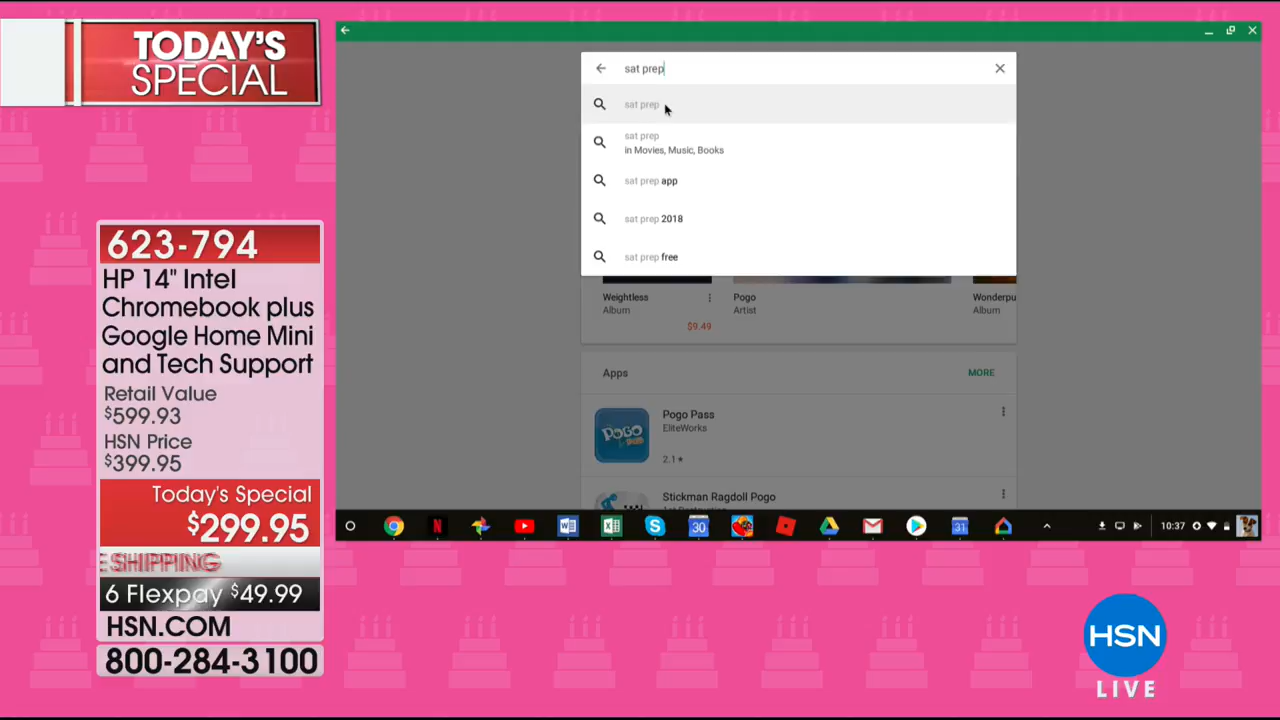 TODAY'S
SPECIAL
623-794
HP 14" Intel
Chromebook plus
Google Home Mini
and Tech Support
Retail Value
$599.93
HSN Price
$399.95
Today's Special
$299.95
E SHIPPING
6 Flexpay $49.99
HSN.COM
800-284-3100
sat prep
sat prep
sat prep
in Movies, Music, Books
sat prep app
sat prep 2018
sat prep free
Weightless
Album
$9.49
Pogo
Artist
Wonderpu
Album
Apps
MORE
POGO
Pogo Pass
EliteWorks
2.1★
Stickman Ragdoll Pogo
30
31
10:37
HSN
LIVE